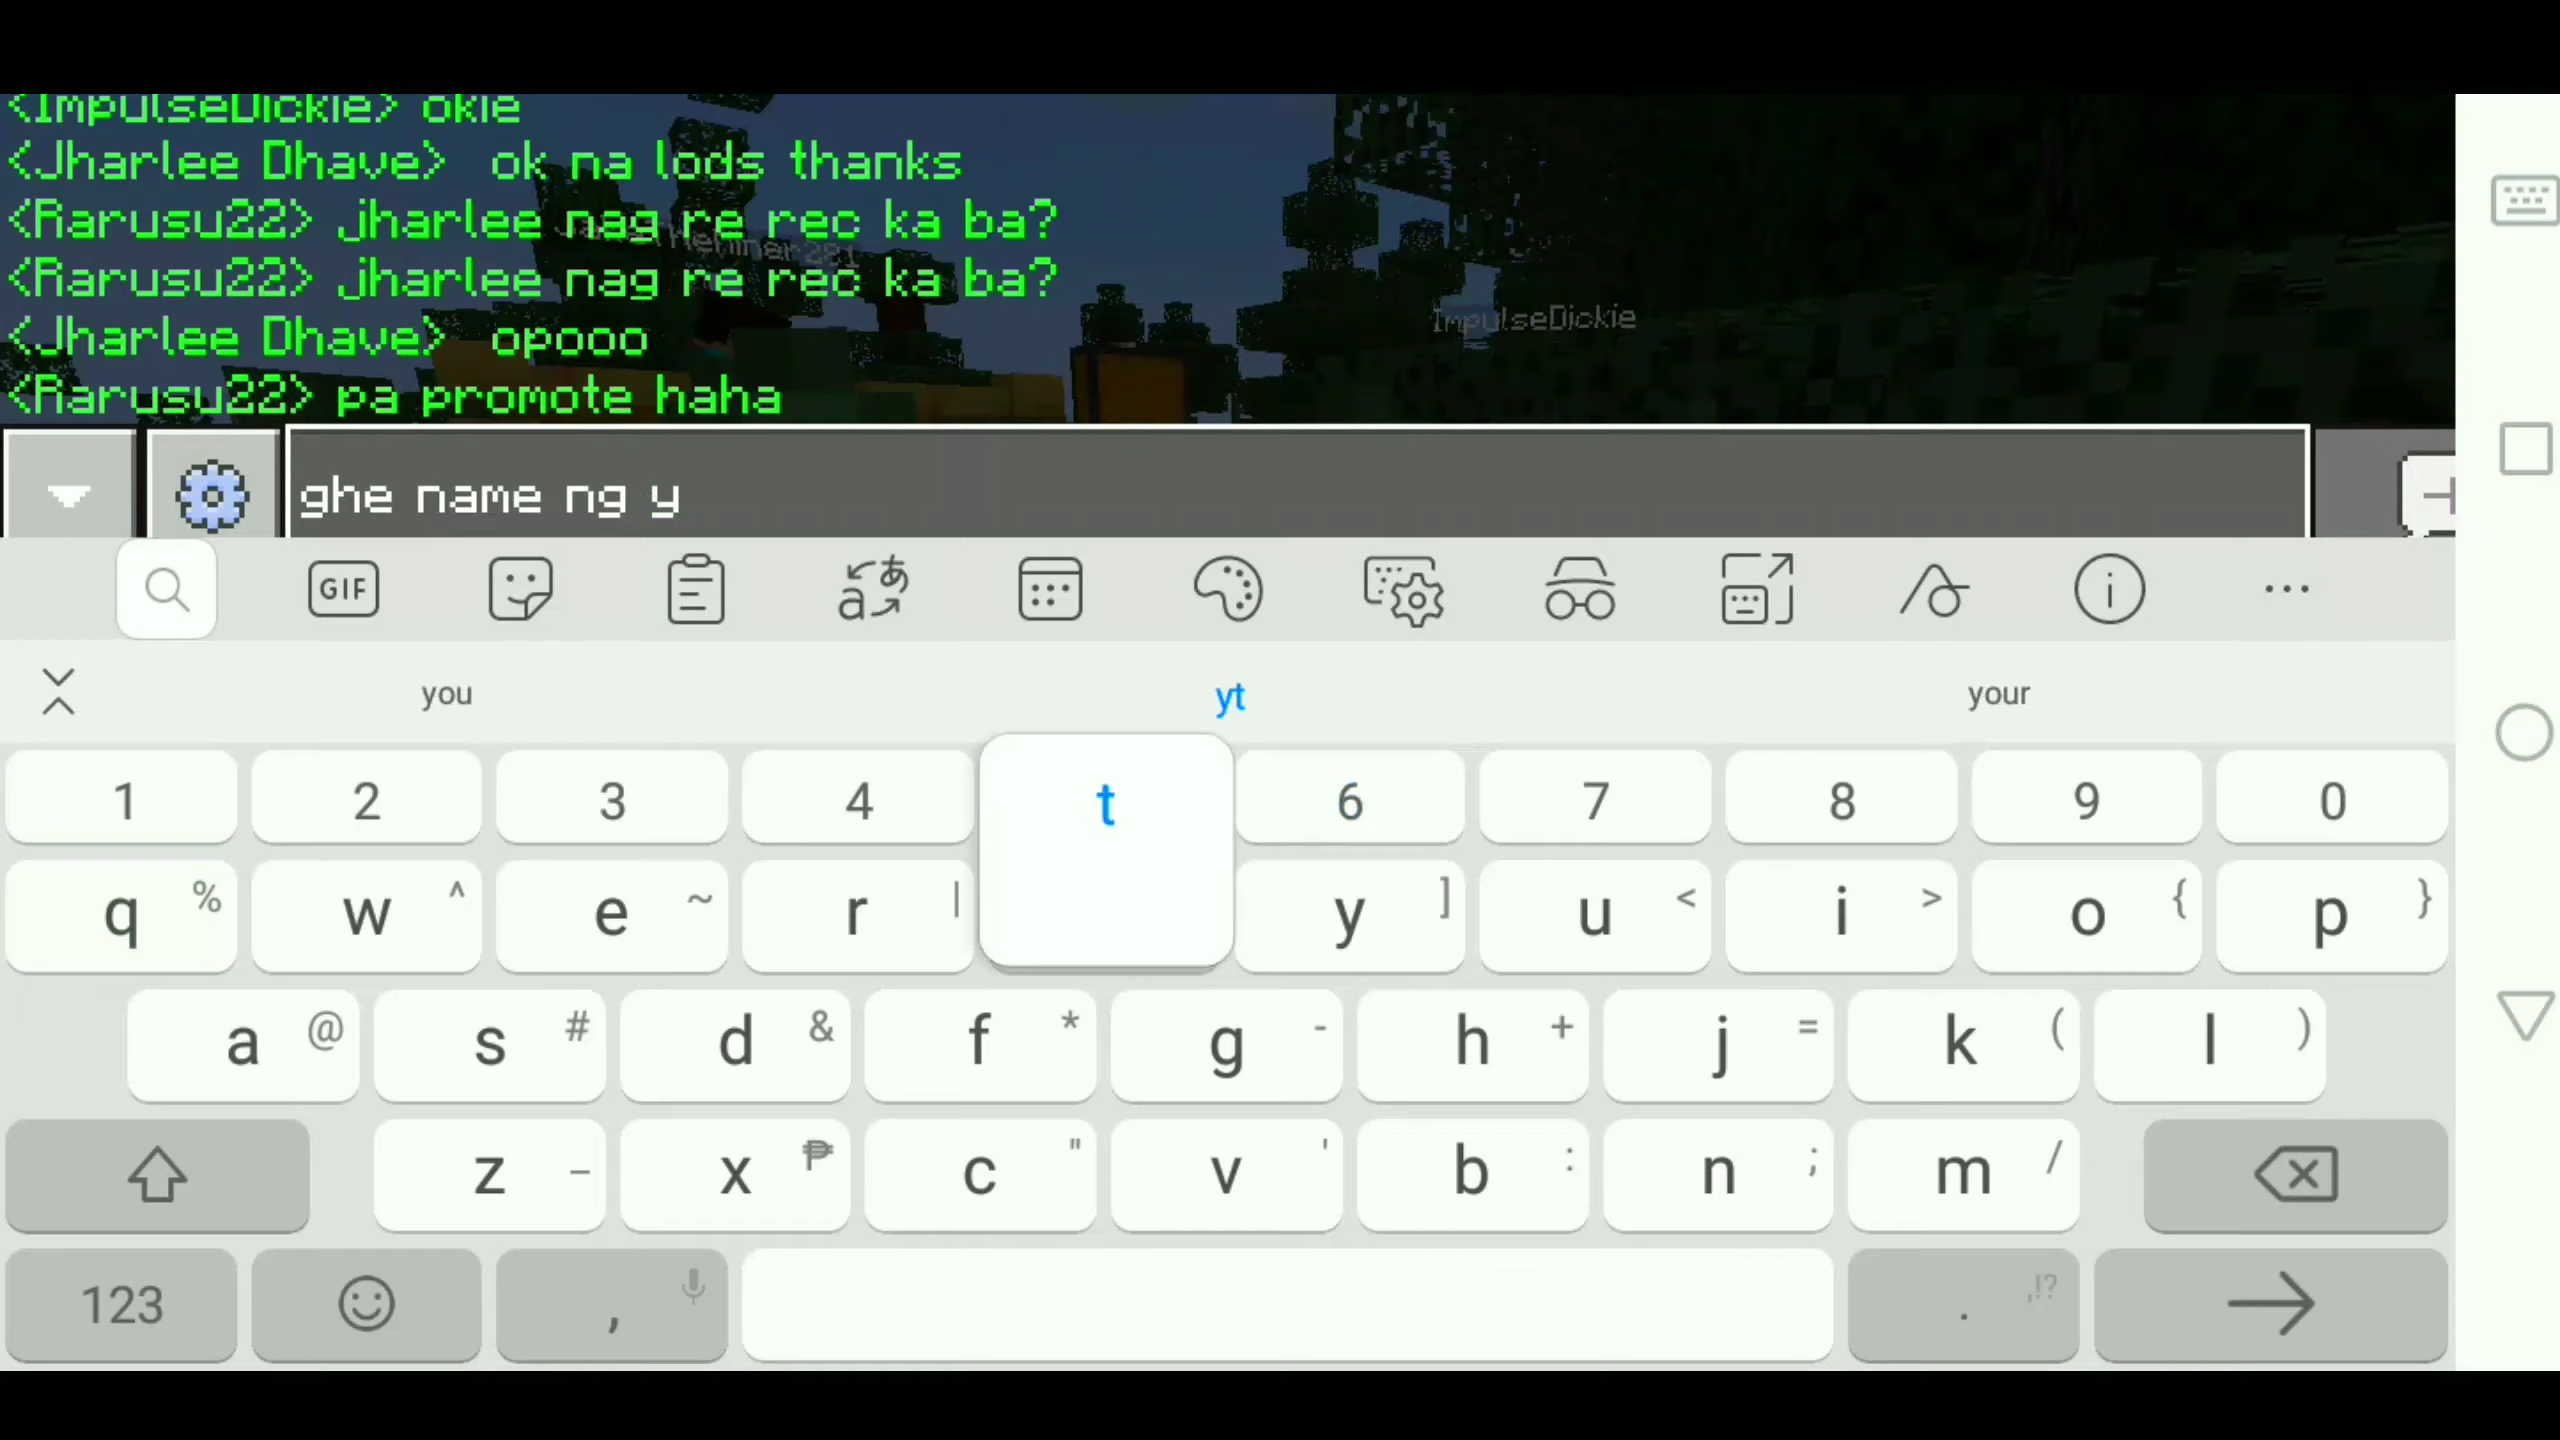 <ImpulseDickie> okie
<Jharlee Dhave> ok na lods thanks
<Rarusu22> jharlee nag re rec ka ba?
<Rarusu22> jharlee nag re rec ka ba?
<Jharlee Dhave> opooo
<Rarusu22> pa promote haha
ImpulseDickie
ghe name ng y
GIF
you yt your
1 2 3 4 t 6 7 8 9 0
q % w ^ e ~ r | y ] u < i > o { p }
a @ s # d & f * g - h + j = k ( l )
z _ x ₱ c " v ' b : n ; m /
123 , . ,!?